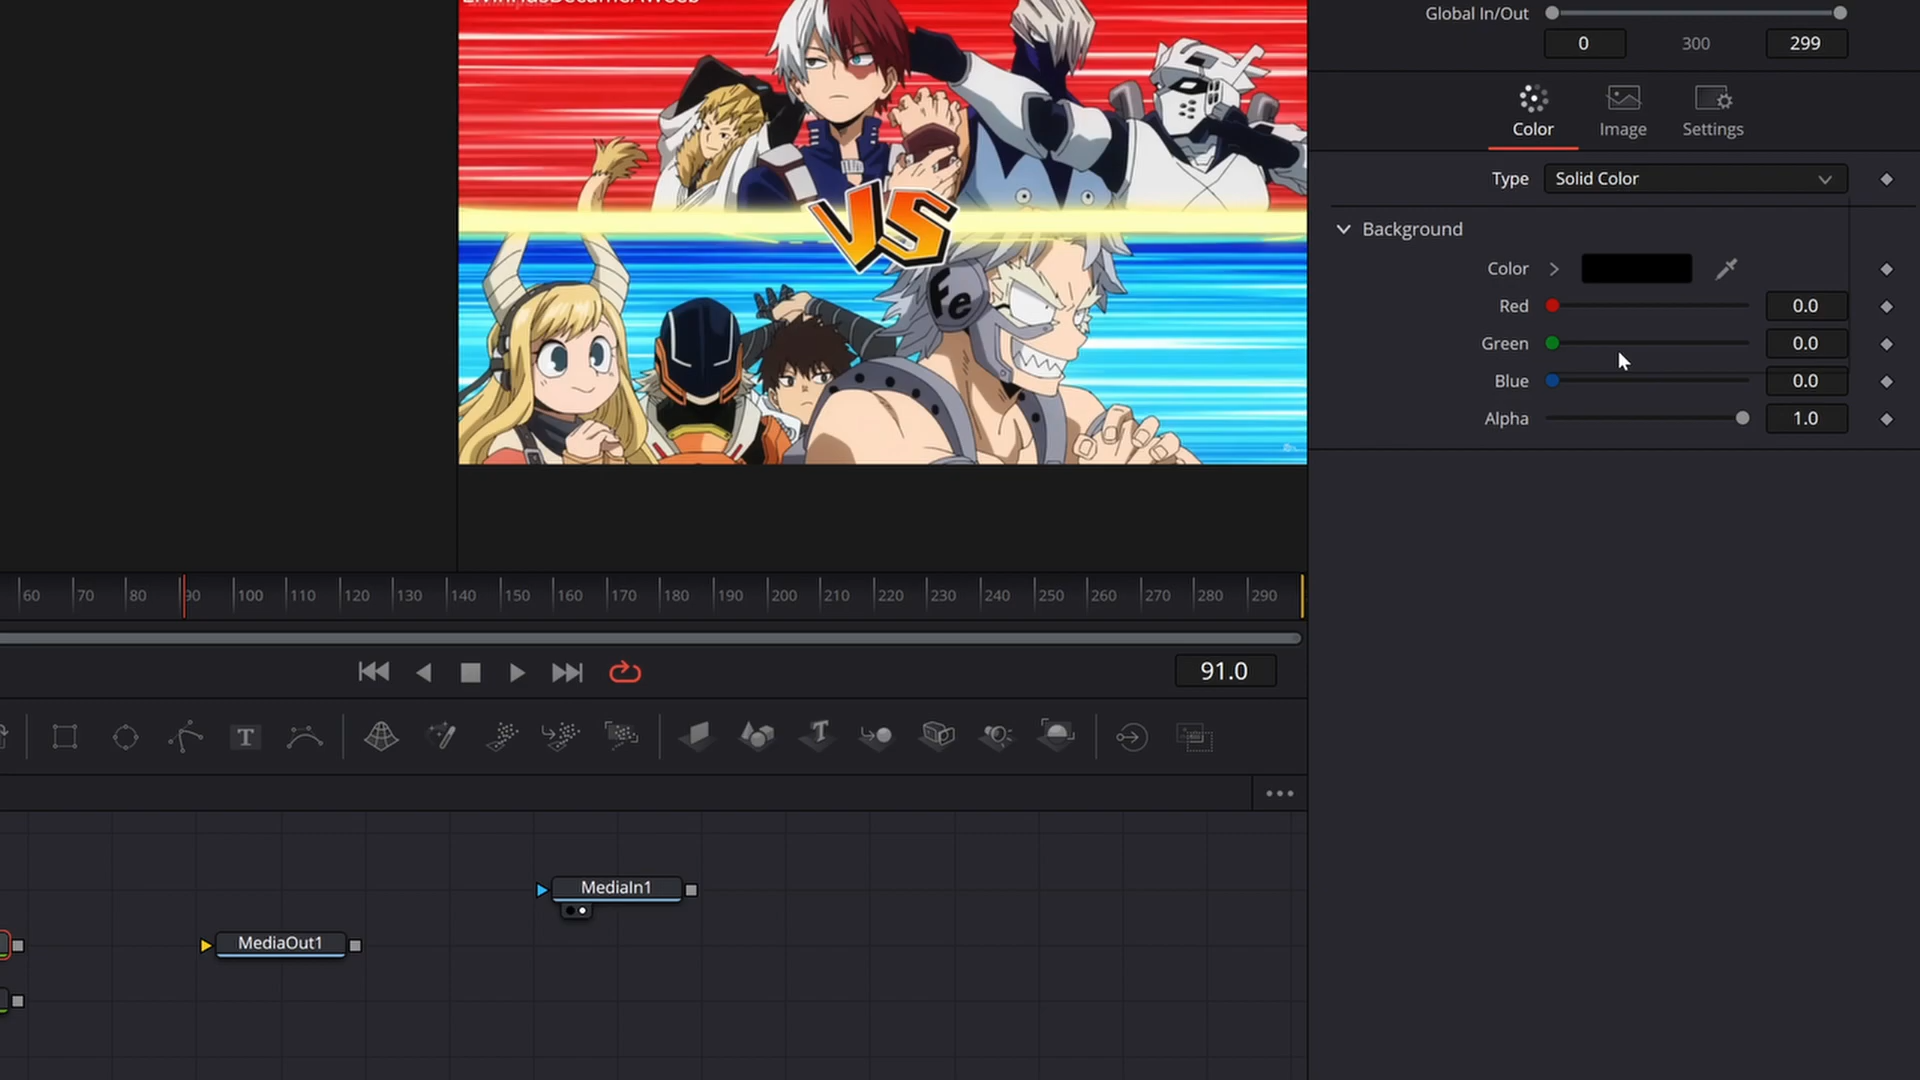 Global In/Out
0 300 299
Color Image Settings
Type Solid Color
Background
Color
Red 0.0
Green 0.0
Blue 0.0
Alpha 1.0
VS
Fe
60 70 80 90 100 110 120 130 140 150 160 170 180 190 200 210 220 230 240 250 260 270 280 290
91.0
T
T
MediaIn1
MediaOut1